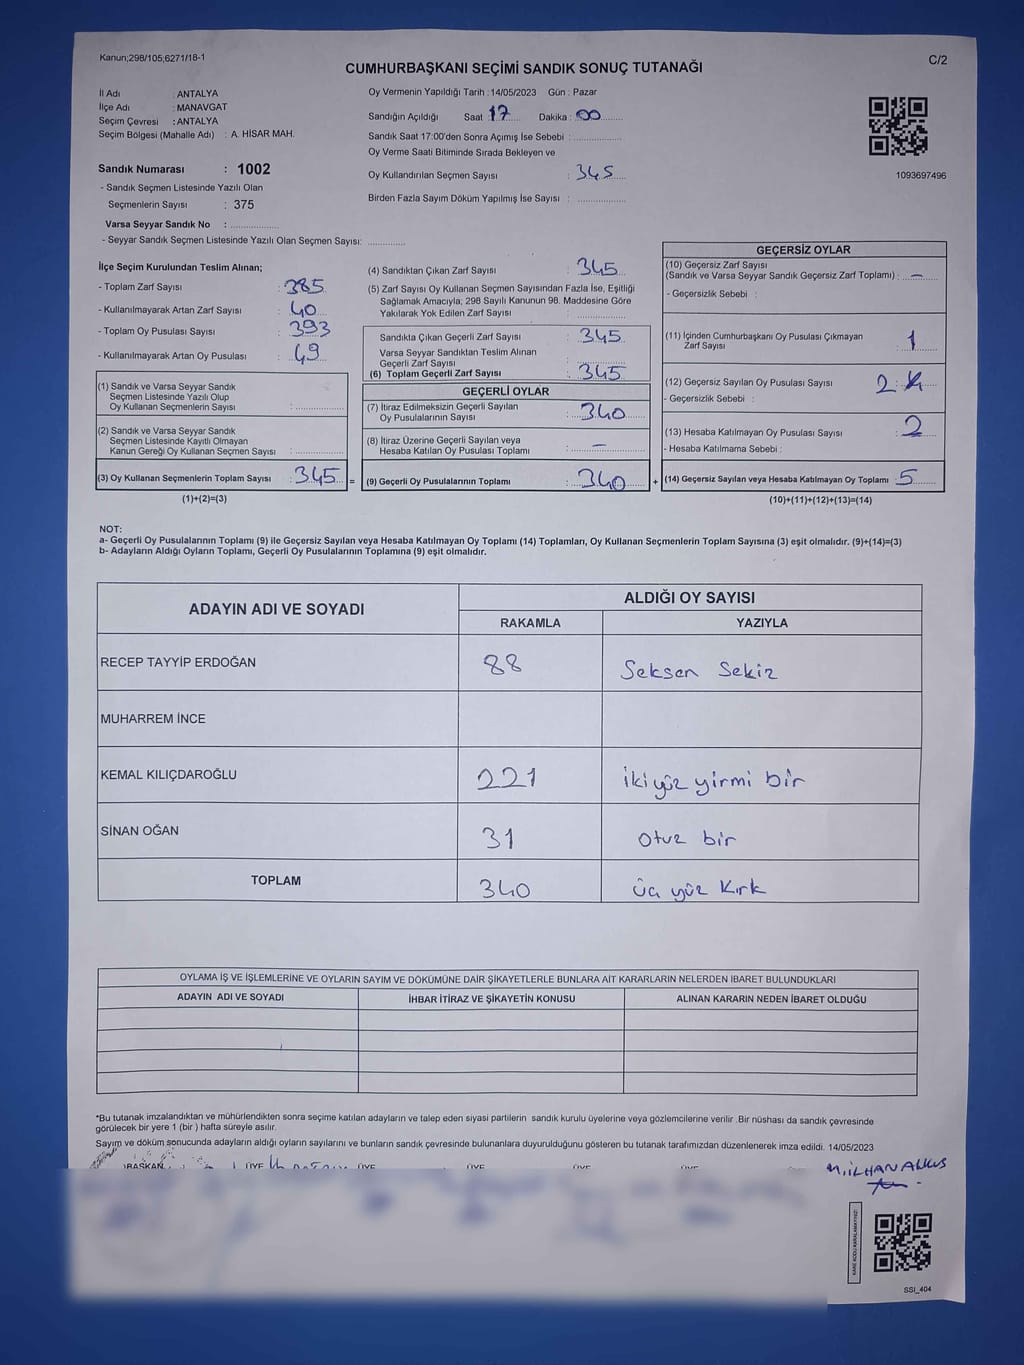 Kanun;298/105;6271/18-1
C/2
CUMHURBAŞKANI SEÇİMİ SANDIK SONUÇ TUTANAĞI
İl Adı : ANTALYA
İlçe Adı : MANAVGAT
Seçim Çevresi : ANTALYA
Seçim Bölgesi (Mahalle Adı) : A. HİSAR MAH.
Sandık Numarası : 1002
- Sandık Seçmen Listesinde Yazılı Olan
Seçmenlerin Sayısı : 375
Varsa Seyyar Sandık No :
- Seyyar Sandık Seçmen Listesinde Yazılı Olan Seçmen Sayısı:
Oy Vermenin Yapıldığı Tarih : 14/05/2023 Gün : Pazar
Sandığın Açıldığı Saat : 17 Dakika : 00
Sandık Saat 17:00'den Sonra Açımış İse Sebebi :
Oy Verme Saati Bitiminde Sırada Bekleyen ve
Oy Kullandırılan Seçmen Sayısı : 345
Birden Fazla Sayım Döküm Yapılmış İse Sayısı :
1093697496
İlçe Seçim Kurulundan Teslim Alınan;
- Toplam Zarf Sayısı : 385
- Kullanılmayarak Artan Zarf Sayısı : 40
- Toplam Oy Pusulası Sayısı : 393
- Kullanılmayarak Artan Oy Pusulası : 49
(1) Sandık ve Varsa Seyyar Sandık
Seçmen Listesinde Yazılı Olup
Oy Kullanan Seçmenlerin Sayısı :
(2) Sandık ve Varsa Seyyar Sandık
Seçmen Listesinde Kayıtlı Olmayan
Kanun Gereği Oy Kullanan Seçmen Sayısı :
(3) Oy Kullanan Seçmenlerin Toplam Sayısı : 345 =
(1)+(2)=(3)
(4) Sandıktan Çıkan Zarf Sayısı : 345
(5) Zarf Sayısı Oy Kullanan Seçmen Sayısından Fazla İse, Eşitliği
Sağlamak Amacıyla; 298 Sayılı Kanunun 98. Maddesine Göre
Yakılarak Yok Edilen Zarf Sayısı :
Sandıkta Çıkan Geçerli Zarf Sayısı : 345
Varsa Seyyar Sandıktan Teslim Alınan
Geçerli Zarf Sayısı :
(6) Toplam Geçerli Zarf Sayısı : 345
GEÇERLİ OYLAR
(7) İtiraz Edilmeksizin Geçerli Sayılan
Oy Pusulalarının Sayısı : 340
(8) İtiraz Üzerine Geçerli Sayılan veya
Hesaba Katılan Oy Pusulası Toplamı : —
(9) Geçerli Oy Pusulalarının Toplamı : 340 +
GEÇERSİZ OYLAR
(10) Geçersiz Zarf Sayısı
(Sandık ve Varsa Seyyar Sandık Geçersiz Zarf Toplamı) : —
- Geçersizlik Sebebi :
(11) İçinden Cumhurbaşkanı Oy Pusulası Çıkmayan
Zarf Sayısı : 1
(12) Geçersiz Sayılan Oy Pusulası Sayısı : 2
- Geçersizlik Sebebi :
(13) Hesaba Katılmayan Oy Pusulası Sayısı : 2
- Hesaba Katılmama Sebebi :
(14) Geçersiz Sayılan veya Hesaba Katılmayan Oy Toplamı : 5
(10)+(11)+(12)+(13)=(14)
NOT:
a- Geçerli Oy Pusulalarının Toplamı (9) ile Geçersiz Sayılan veya Hesaba Katılmayan Oy Toplamı (14) Toplamları, Oy Kullanan Seçmenlerin Toplam Sayısına (3) eşit olmalıdır. (9)+(14)=(3)
b- Adayların Aldığı Oyların Toplamı, Geçerli Oy Pusulalarının Toplamına (9) eşit olmalıdır.
ADAYIN ADI VE SOYADI
ALDIĞI OY SAYISI
RAKAMLA YAZIYLA
RECEP TAYYİP ERDOĞAN 88 Seksen Sekiz
MUHARREM İNCE
KEMAL KILIÇDAROĞLU 221 iki yüz yirmi bir
SİNAN OĞAN 31 otuz bir
TOPLAM 340 üç yüz kırk
OYLAMA İŞ VE İŞLEMLERİNE VE OYLARIN SAYIM VE DÖKÜMÜNE DAİR ŞİKAYETLERLE BUNLARA AİT KARARLARIN NELERDEN İBARET BULUNDUKLARI
ADAYIN ADI VE SOYADI İHBAR İTİRAZ VE ŞİKAYETİN KONUSU ALINAN KARARIN NEDEN İBARET OLDUĞU
*Bu tutanak imzalandıktan ve mühürlendikten sonra seçime katılan adayların ve talep eden siyasi partilerin sandık kurulu üyelerine veya gözlemcilerine verilir. Bir nüshası da sandık çevresinde
görülecek bir yere 1 (bir) hafta süreyle asılır.
Sayım ve döküm sonucunda adayların aldığı oyların sayılarını ve bunların sandık çevresinde bulunanlara duyurulduğunu gösteren bu tutanak tarafımızdan düzenlenerek imza edildi. 14/05/2023
BAŞKAN ÜYE ÜYE ÜYE ÜYE ÜYE
KARE KODU KARALAMAYINIZ!
SSİ_404